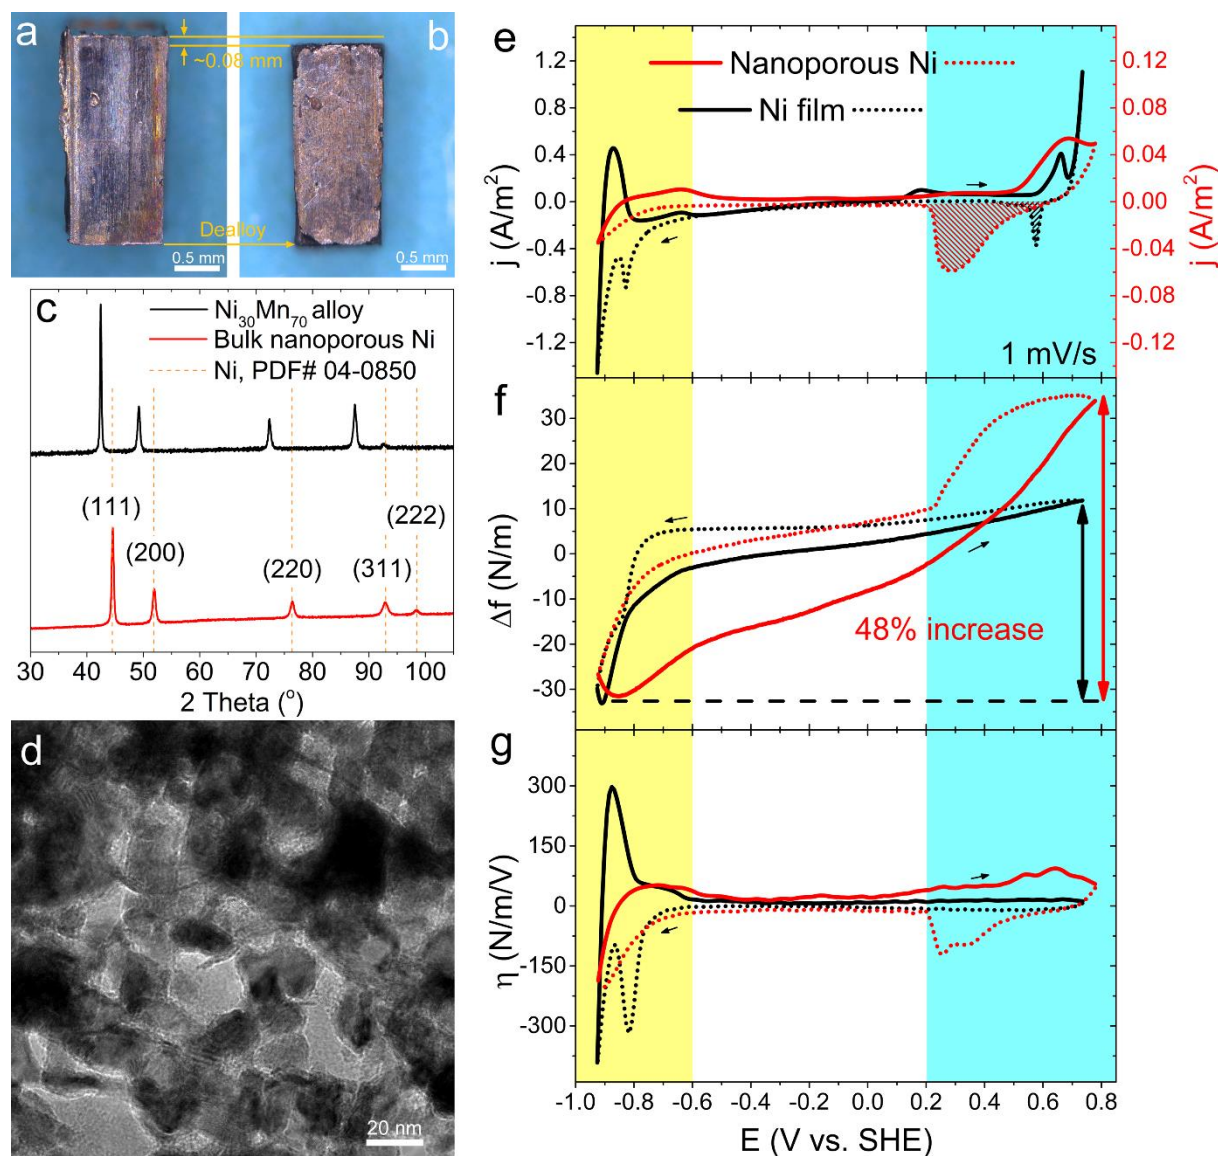 a
~0.08 mm
b
Dealloy
0.5 mm
0.5 mm
c
Ni30Mn70 alloy
Bulk nanoporous Ni
Ni, PDF# 04-0850
(111)
(200)
(220)
(311)
(222)
30 40 50 60 70 80 90 100
2 Theta (°)
d
20 nm
e
Nanoporous Ni
Ni film
1.2
0.8
0.4
0.0
-0.4
-0.8
-1.2
j (A/m²)
0.12
0.08
0.04
0.00
-0.04
-0.08
-0.12
j (A/m²)
1 mV/s
f
30
20
10
0
-10
-20
-30
Δf (N/m)
48% increase
g
300
150
0
-150
-300
η (N/m/V)
-1.0 -0.8 -0.6 -0.4 -0.2 0.0 0.2 0.4 0.6 0.8
E (V vs. SHE)